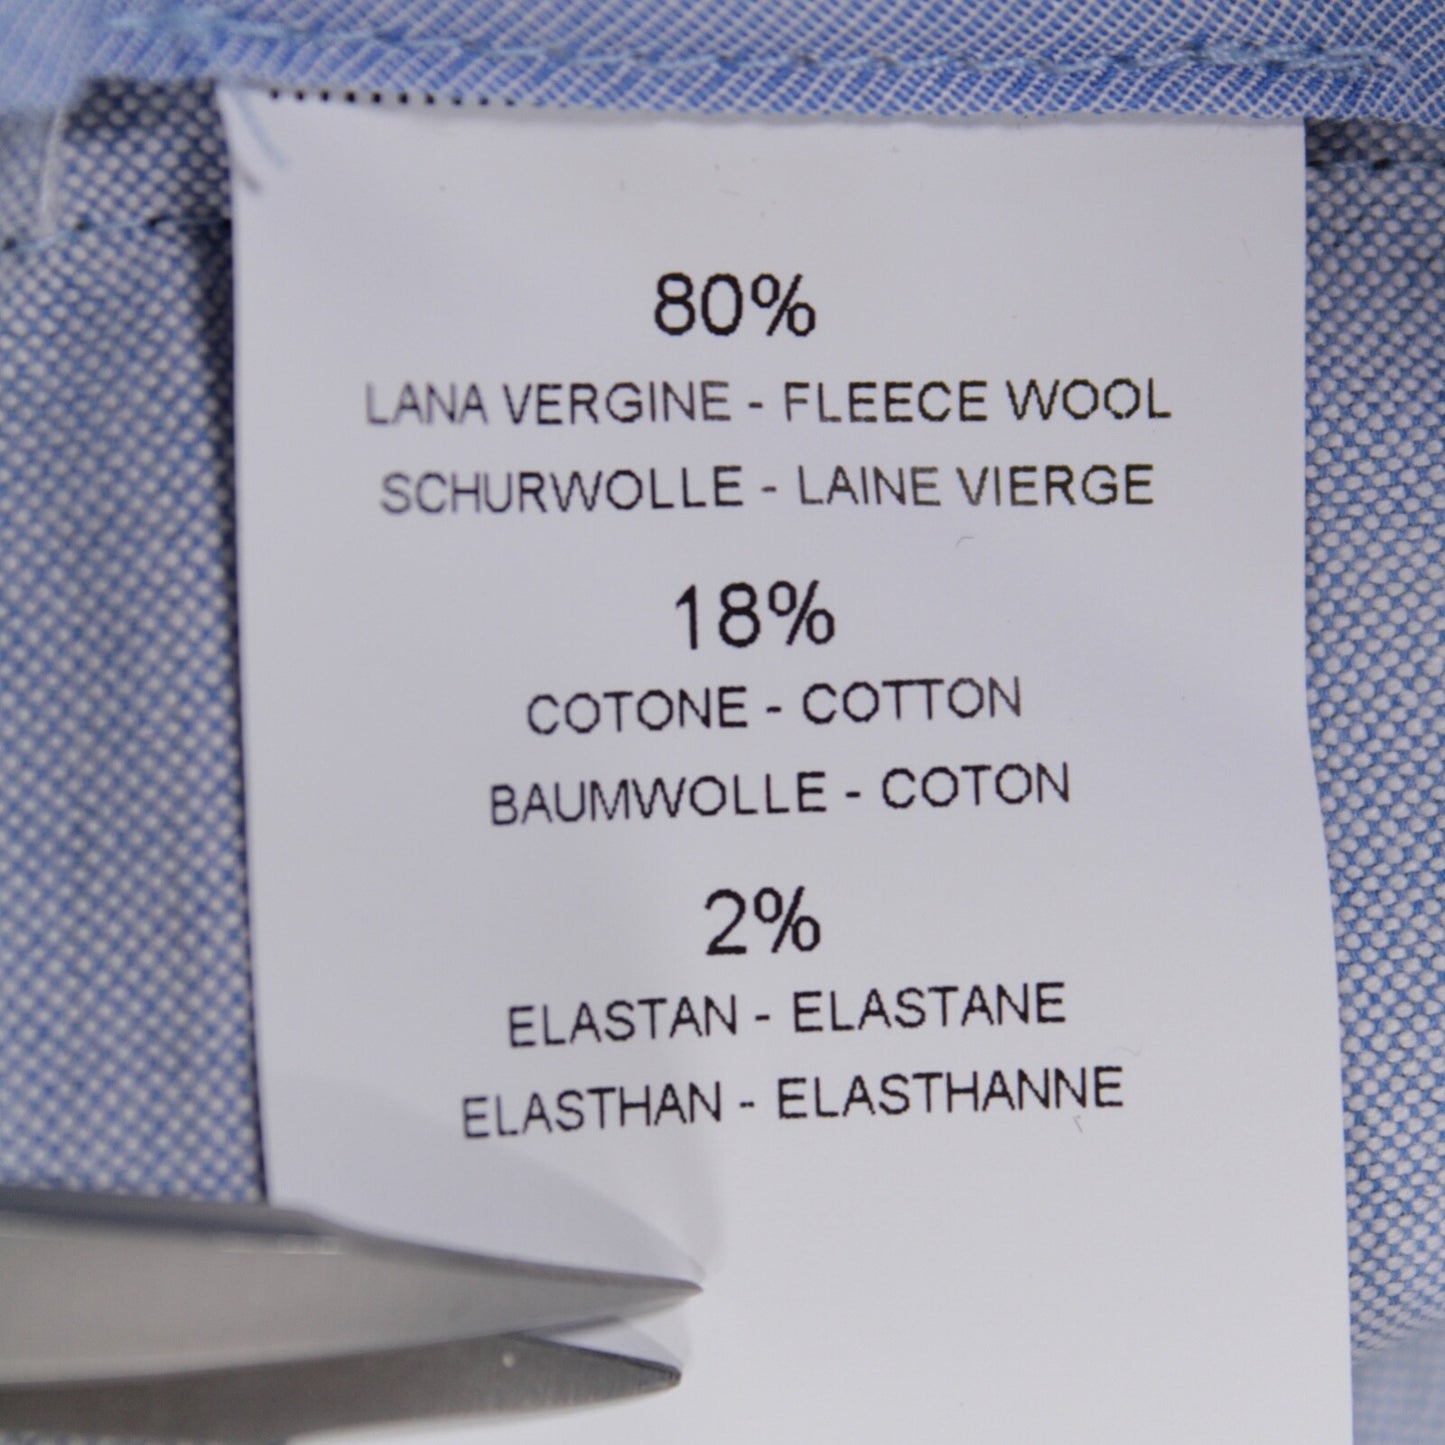 80%
LANA VERGINE - FLEECE WOOL
SCHURWOLLE - LAINE VIERGE
18%
COTONE - COTTON
BAUMWOLLE - COTON
2%
ELASTAN - ELASTANE
ELASTHAN - ELASTHANNE